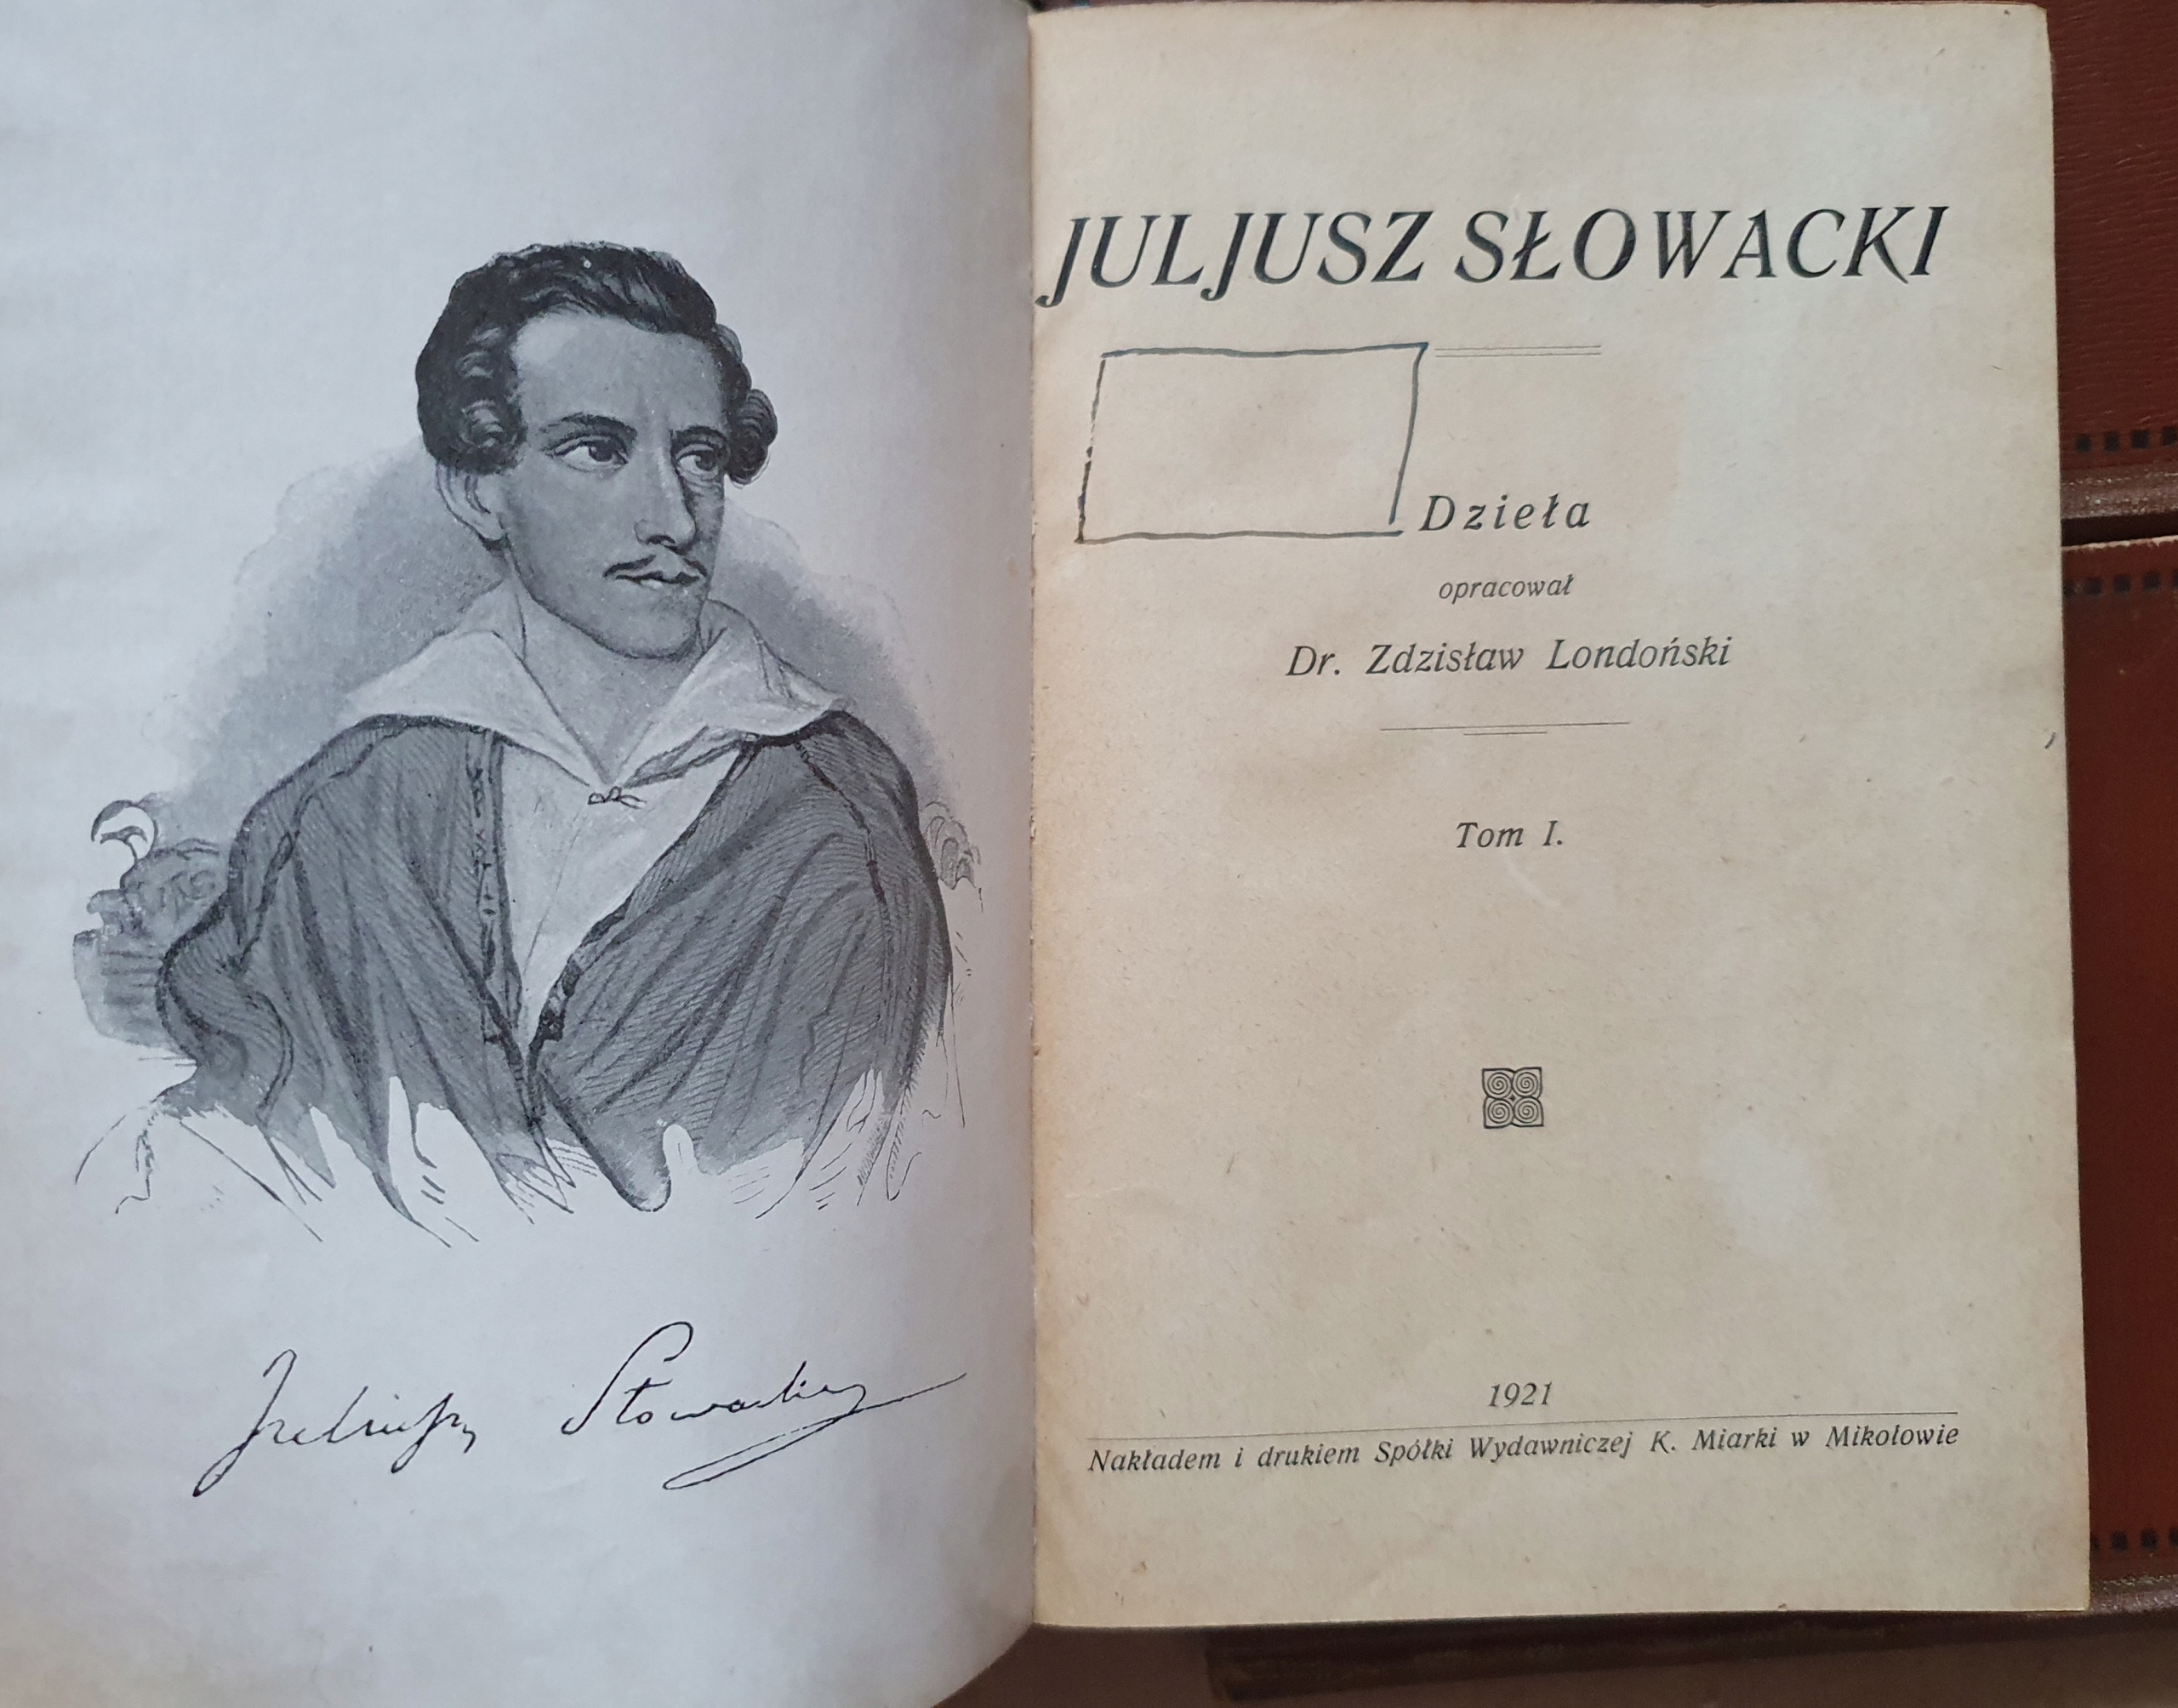 Juliusz Słowacki
JULJUSZ SŁOWACKI
Dzieła
opracował
Dr. Zdzisław Londoński
Tom I.
1921
Nakładem i drukiem Spółki Wydawniczej K. Miarki w Mikołowie